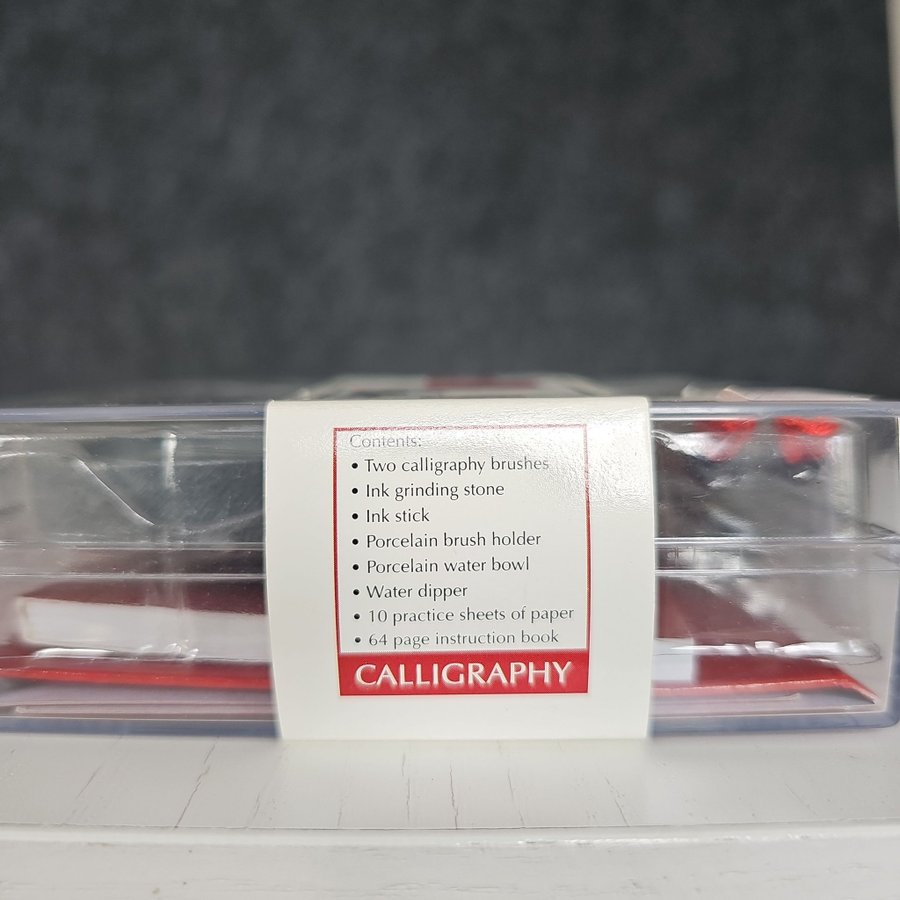 Contents:
• Two calligraphy brushes
• Ink grinding stone
• Ink stick
• Porcelain brush holder
• Porcelain water bowl
• Water dipper
• 10 practice sheets of paper
• 64 page instruction book
CALLIGRAPHY